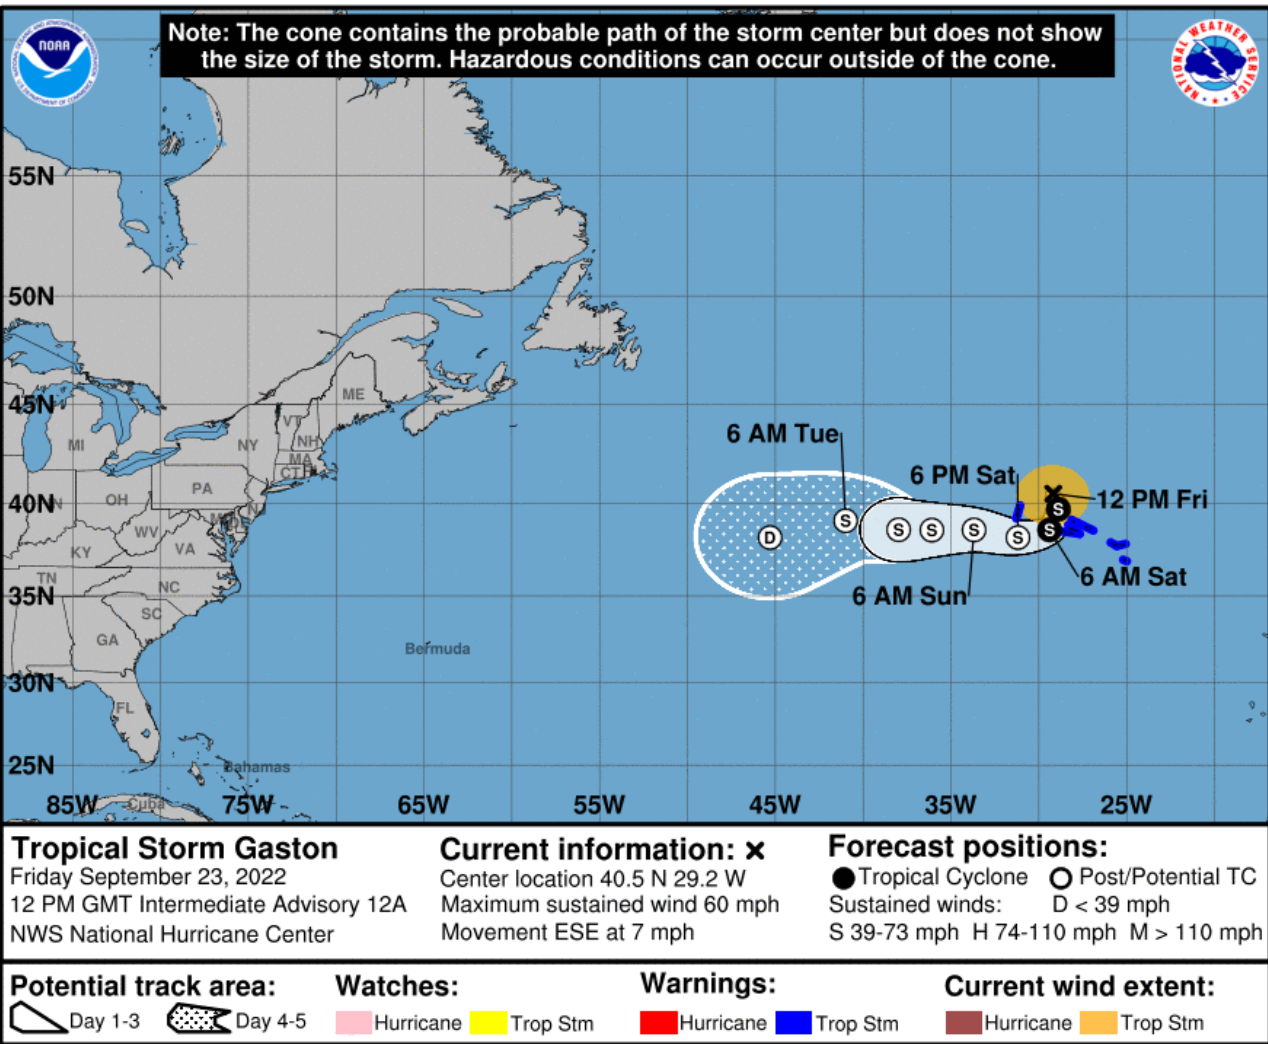 Note: The cone contains the probable path of the storm center but does not show
the size of the storm. Hazardous conditions can occur outside of the cone.
NOAA
NATIONAL WEATHER SERVICE
55N
50N
45N
40N
35N
30N
25N
85W
75W
65W
55W
45W
35W
25W
ME
VT
NH
MA
CT
NY
MI
PA
OH
WV
VA
KY
TN
NC
SC
GA
FL
Bermuda
Bahamas
Cuba
6 AM Tue
6 PM Sat
12 PM Fri
6 AM Sun
6 AM Sat
D
S
S
S
S
S
S
S
Tropical Storm Gaston
Friday September 23, 2022
12 PM GMT Intermediate Advisory 12A
NWS National Hurricane Center
Current information: x
Center location 40.5 N 29.2 W
Maximum sustained wind 60 mph
Movement ESE at 7 mph
Forecast positions:
Tropical Cyclone Post/Potential TC
Sustained winds: D < 39 mph
S 39-73 mph H 74-110 mph M > 110 mph
Potential track area:
Day 1-3 Day 4-5
Watches:
Hurricane Trop Stm
Warnings:
Hurricane Trop Stm
Current wind extent:
Hurricane Trop Stm